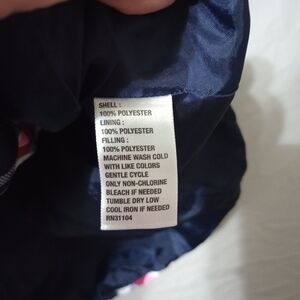 SHELL :
100% POLYESTER
LINING :
100% POLYESTER
FILLING :
100% POLYESTER
MACHINE WASH COLD
WITH LIKE COLORS
GENTLE CYCLE
ONLY NON-CHLORINE
BLEACH IF NEEDED
TUMBLE DRY LOW
COOL IRON IF NEEDED
RN31104